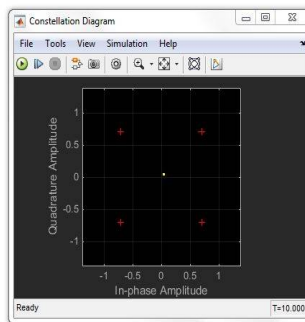 Constellation Diagram
File Tools View Simulation Help
Quadrature Amplitude
1
0.5
0
-0.5
-1
-1 -0.5 0 0.5 1
In-phase Amplitude
Ready T=10.000